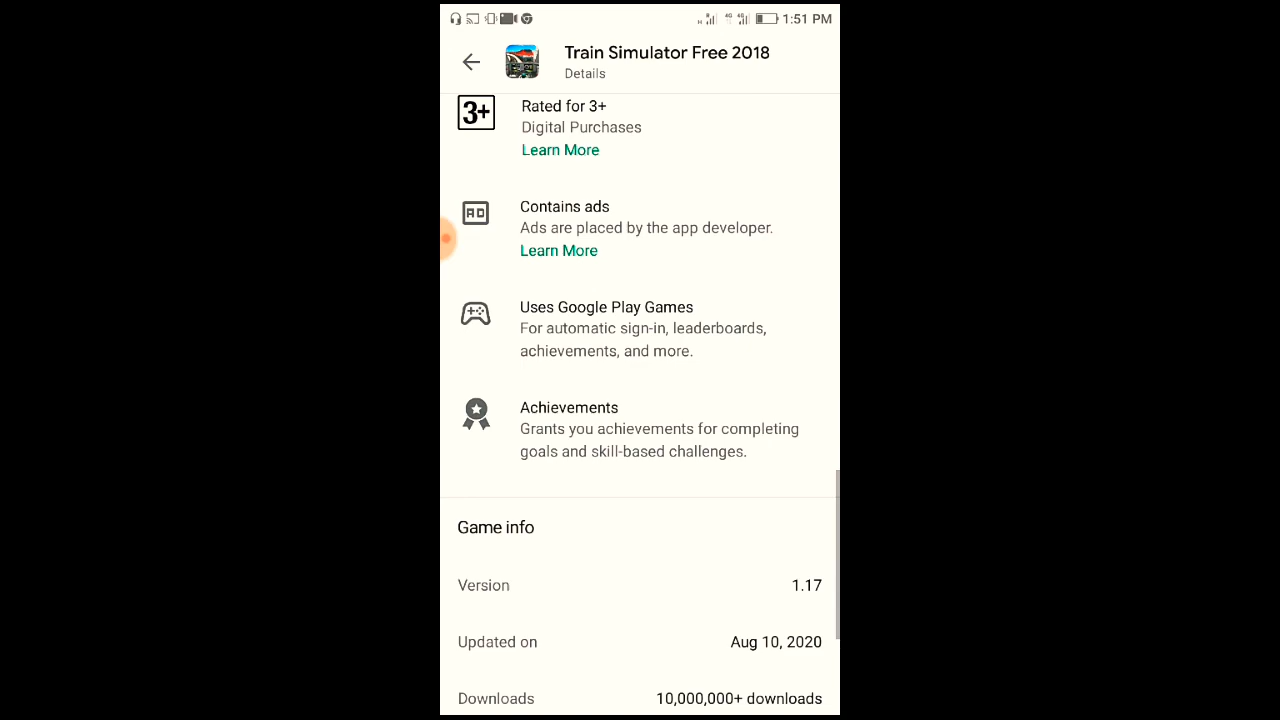 1:51 PM
Train Simulator Free 2018
Details
3+
Rated for 3+
Digital Purchases
Learn More
AD
Contains ads
Ads are placed by the app developer.
Learn More
Uses Google Play Games
For automatic sign-in, leaderboards,
achievements, and more.
Achievements
Grants you achievements for completing
goals and skill-based challenges.
Game info
Version 1.17
Updated on Aug 10, 2020
Downloads 10,000,000+ downloads